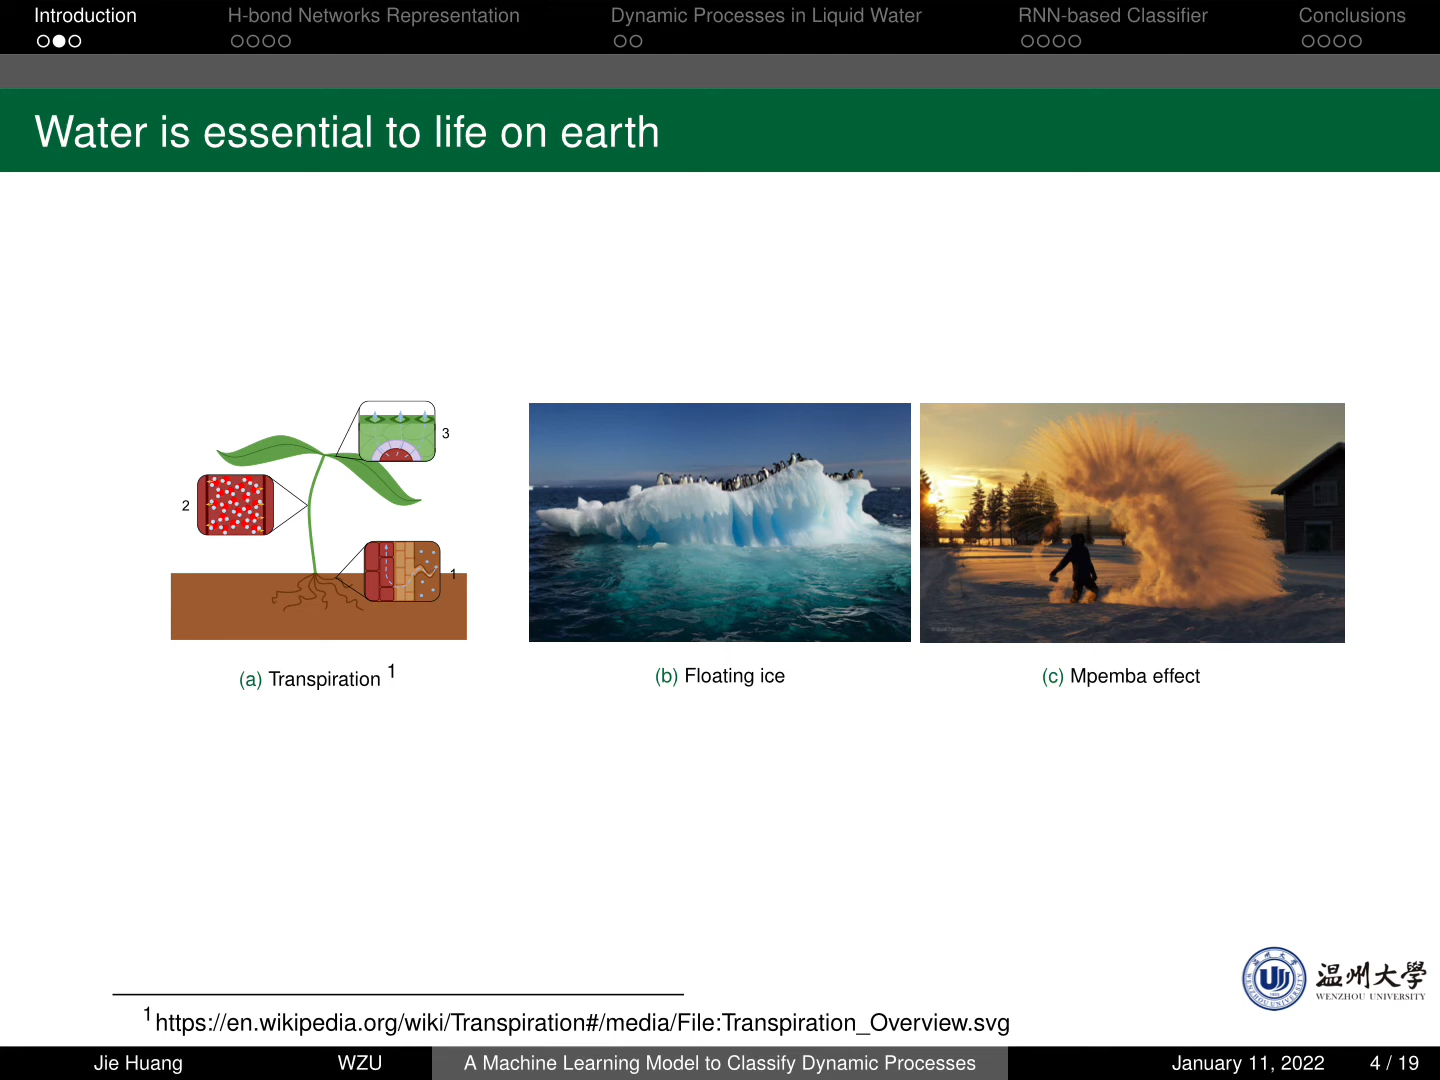 Introduction
H-bond Networks Representation
Dynamic Processes in Liquid Water
RNN-based Classifier
Conclusions
Water is essential to life on earth
3
2
1
(a) Transpiration 1
(b) Floating ice
(c) Mpemba effect
温州大學
WENZHOU UNIVERSITY
1 https://en.wikipedia.org/wiki/Transpiration#/media/File:Transpiration_Overview.svg
Jie Huang WZU
A Machine Learning Model to Classify Dynamic Processes
January 11, 2022
4 / 19